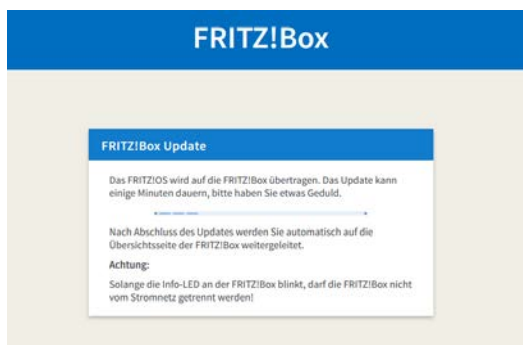 FRITZ!Box
FRITZ!Box Update
Das FRITZ!OS wird auf die FRITZ!Box übertragen. Das Update kann
einige Minuten dauern, bitte haben Sie etwas Geduld.
Nach Abschluss des Updates werden Sie automatisch auf die
Übersichtsseite der FRITZ!Box weitergeleitet.
Achtung:
Solange die Info-LED an der FRITZ!Box blinkt, darf die FRITZ!Box nicht
vom Stromnetz getrennt werden!